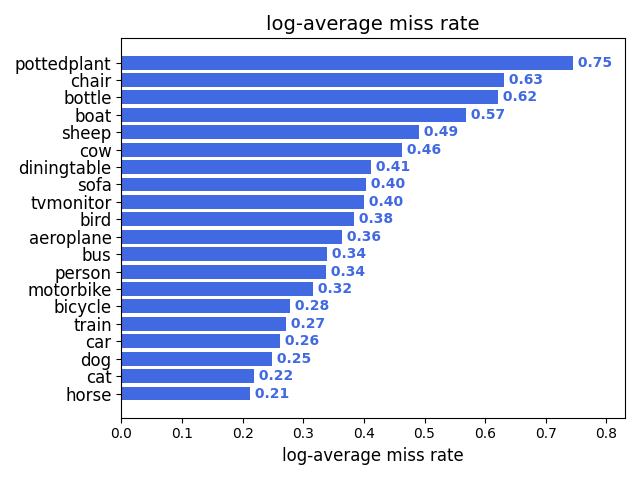 log-average miss rate
pottedplant 0.75
chair 0.63
bottle 0.62
boat 0.57
sheep 0.49
cow 0.46
diningtable 0.41
sofa 0.40
tvmonitor 0.40
bird 0.38
aeroplane 0.36
bus 0.34
person 0.34
motorbike 0.32
bicycle 0.28
train 0.27
car 0.26
dog 0.25
cat 0.22
horse 0.21
0.0 0.1 0.2 0.3 0.4 0.5 0.6 0.7 0.8
log-average miss rate